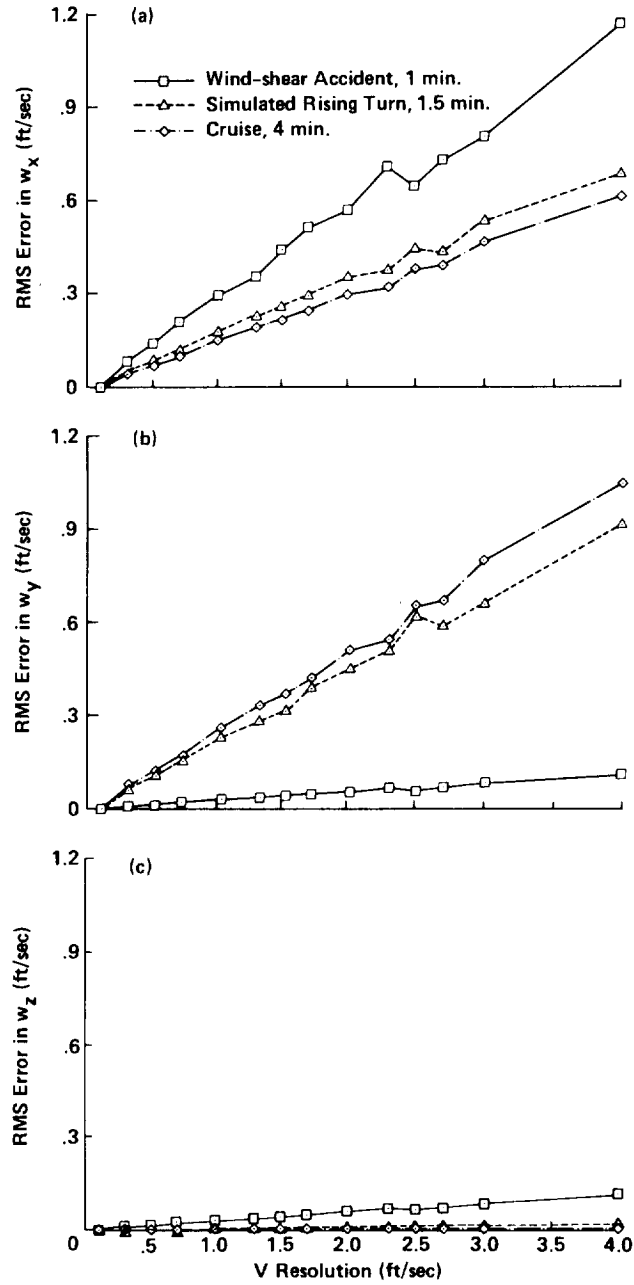 (a)
1.2
.9
.6
.3
0
RMS Error in wx (ft/sec)
Wind-shear Accident, 1 min.
Simulated Rising Turn, 1.5 min.
Cruise, 4 min.
(b)
1.2
.9
.6
.3
0
RMS Error in wy (ft/sec)
(c)
1.2
.9
.6
.3
0
RMS Error in wz (ft/sec)
.5 1.0 1.5 2.0 2.5 3.0 3.5 4.0
V Resolution (ft/sec)